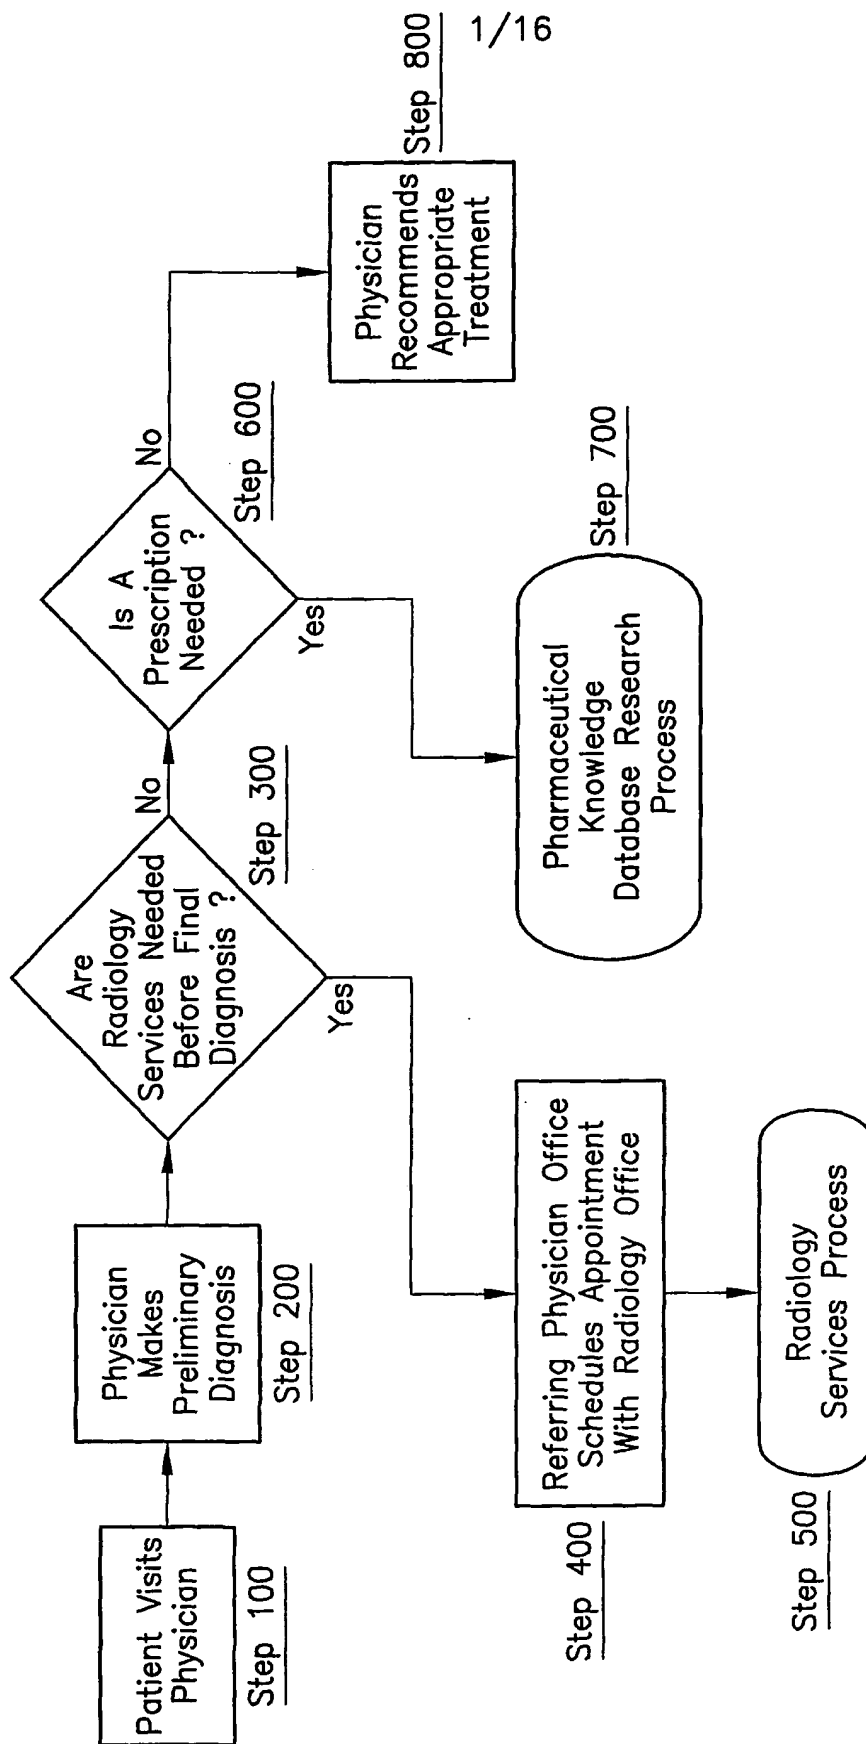 1/16
Patient Visits
Physician
Step 100
Physician
Makes
Preliminary
Diagnosis
Step 200
Are
Radiology
Services Needed
Before Final
Diagnosis ?
Step 300
No
Yes
Referring Physician Office
Schedules Appointment
With Radiology Office
Step 400
Radiology
Services Process
Step 500
Is A
Prescription
Needed ?
Step 600
No
Yes
Pharmaceutical
Knowledge
Database Research
Process
Step 700
Physician
Recommends
Appropriate
Treatment
Step 800